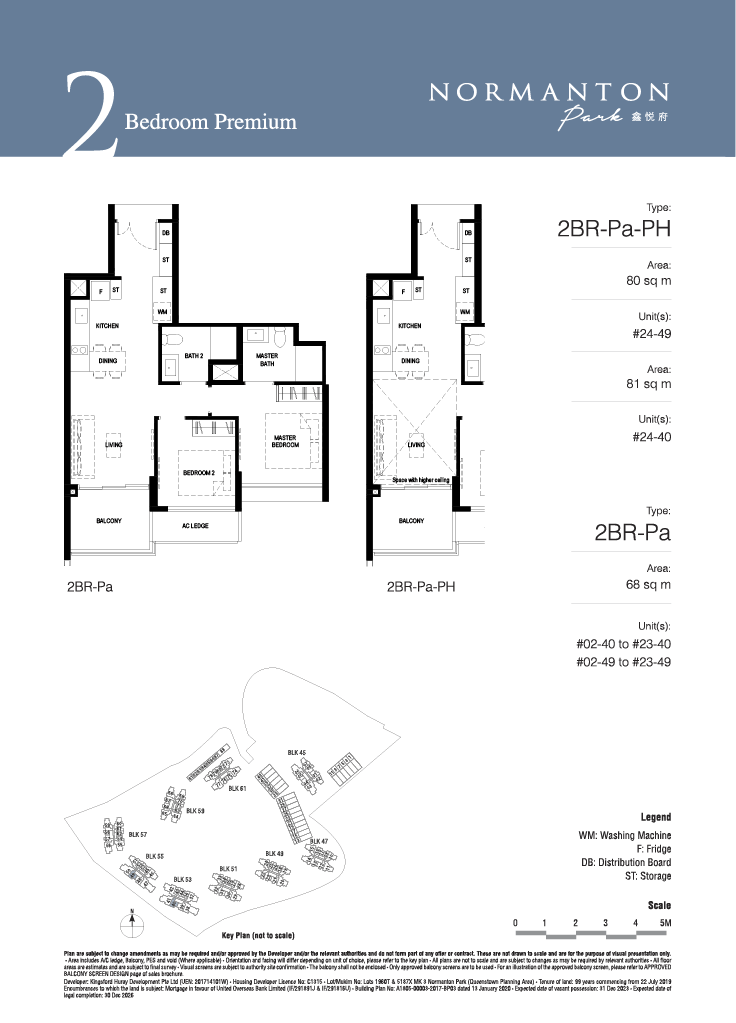 2
Bedroom Premium
NORMANTON
Park 鑫悦府
Type:
2BR-Pa-PH
Area:
80 sq m
Unit(s):
#24-49
Area:
81 sq m
Unit(s):
#24-40
Type:
2BR-Pa
Area:
68 sq m
Unit(s):
#02-40 to #23-40
#02-49 to #23-49
DB
ST
F
ST
ST
WM
KITCHEN
DINING
BATH 2
MASTER
BATH
LIVING
MASTER
BEDROOM
BEDROOM 2
BALCONY
AC LEDGE
2BR-Pa
DB
ST
F
ST
ST
WM
KITCHEN
DINING
LIVING
Space with higher ceiling
BALCONY
2BR-Pa-PH
BLK 45
BLK 61
BLK 59
BLK 57
BLK 55
BLK 53
BLK 51
BLK 49
BLK 47
N
Key Plan (not to scale)
Legend
WM: Washing Machine
F: Fridge
DB: Distribution Board
ST: Storage
Scale
0 1 2 3 4 5M
Plan are subject to change amendments as may be required and/or approved by the Developer and/or the relevant authorities and do not form part of any offer or contract. These are not drawn to scale and are for the purpose of visual presentation only.
- Area includes A/C ledge, Balcony, PES and void (Where applicable) - Orientation and facing will differ depending on unit of choice, please refer to the key plan - All plans are not to scale and are subject to changes as may be required by relevant authorities - All floor
areas are estimates and are subject to final survey - Visual screens are subject to authority site confirmation - The balcony shall not be enclosed - Only approved balcony screens are to be used - For an illustration of the approved balcony screen, please refer to APPROVED
BALCONY SCREEN DESIGN page of sales brochure.
Developer: Kingsford Huray Development Pte Ltd (UEN: 201714101W) - Housing Developer Licence No: C1315 - Lot/Mukim No: Lots 1960T & 5187X MK 3 Normanton Park (Queenstown Planning Area) - Tenure of land: 99 years commencing from 22 July 2019
Encumbrances to which the land is subject: Mortgage in favour of United Overseas Bank Limited (IF/291891J & IF/291816U) - Building Plan No: A1805-00003-2017-BP03 dated 13 January 2020 - Expected date of vacant possession: 31 Dec 2023 - Expected date of
legal completion: 30 Dec 2026